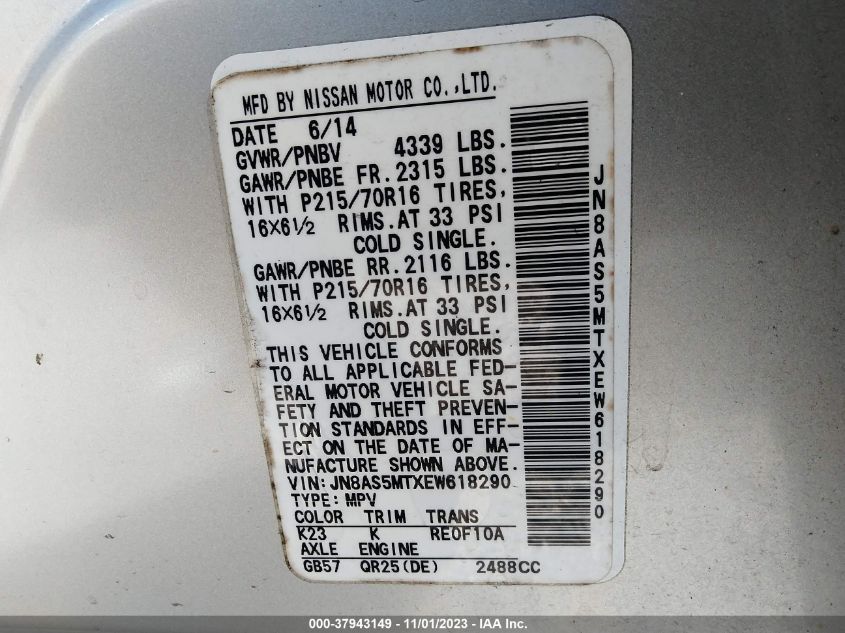 MFD BY NISSAN MOTOR CO.,LTD.
DATE 6/14
GVWR/PNBV 4339 LBS.
GAWR/PNBE FR.2315 LBS.
WITH P215/70R16 TIRES,
16X6½ RIMS.AT 33 PSI
COLD SINGLE.
GAWR/PNBE RR.2116 LBS.
WITH P215/70R16 TIRES,
16X6½ RIMS.AT 33 PSI
COLD SINGLE.
THIS VEHICLE CONFORMS
TO ALL APPLICABLE FED-
ERAL MOTOR VEHICLE SA-
FETY AND THEFT PREVEN-
TION STANDARDS IN EFF-
ECT ON THE DATE OF MA-
NUFACTURE SHOWN ABOVE.
VIN:JN8AS5MTXEW618290
TYPE:MPV
COLOR TRIM TRANS
K23 K RE0F10A
AXLE ENGINE
GB57 QR25(DE) 2488CC
JN8AS5MTXEW618290
000-37943149 - 11/01/2023 - IAA Inc.